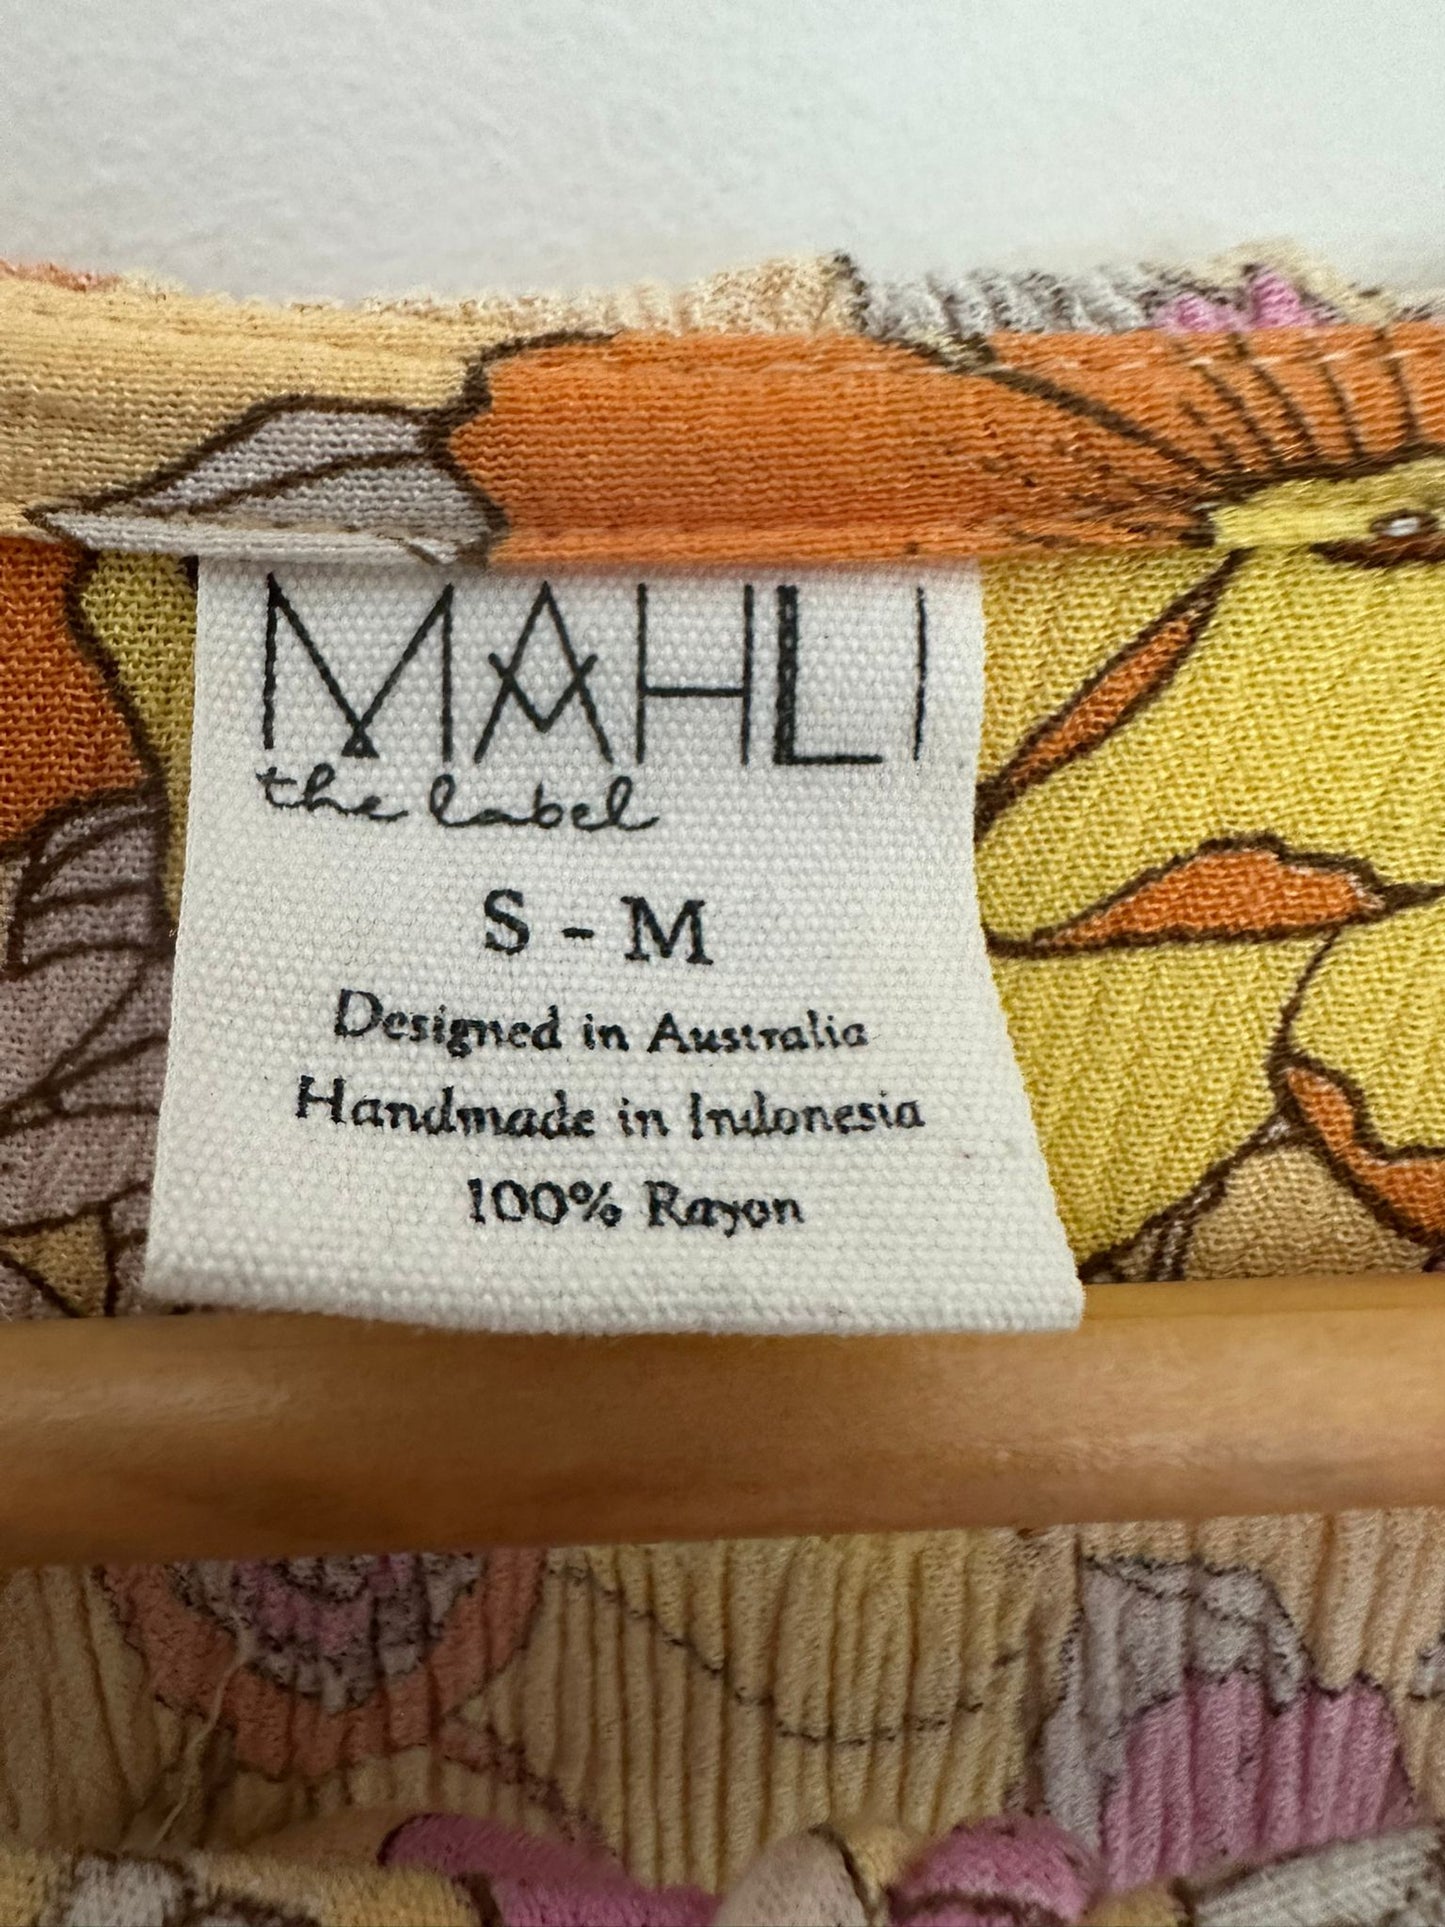 MAHLI
the label
S - M
Designed in Australia
Handmade in Indonesia
100% Rayon